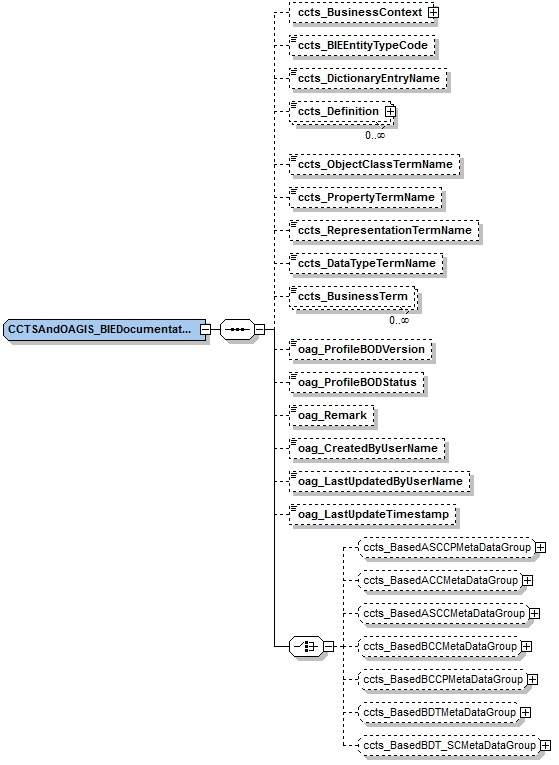 ccts_BusinessContext
ccts_BIEEntityTypeCode
ccts_DictionaryEntryName
ccts_Definition
0..∞
ccts_ObjectClassTermName
ccts_PropertyTermName
ccts_RepresentationTermName
ccts_DataTypeTermName
ccts_BusinessTerm
0..∞
CCTSAndOAGIS_BIEDocumentat...
oag_ProfileBODVersion
oag_ProfileBODStatus
oag_Remark
oag_CreatedByUserName
oag_LastUpdatedByUserName
oag_LastUpdateTimestamp
ccts_BasedASCCPMetaDataGroup
ccts_BasedACCMetaDataGroup
ccts_BasedASCCMetaDataGroup
ccts_BasedBCCMetaDataGroup
ccts_BasedBCCPMetaDataGroup
ccts_BasedBDTMetaDataGroup
ccts_BasedBDT_SCMetaDataGroup